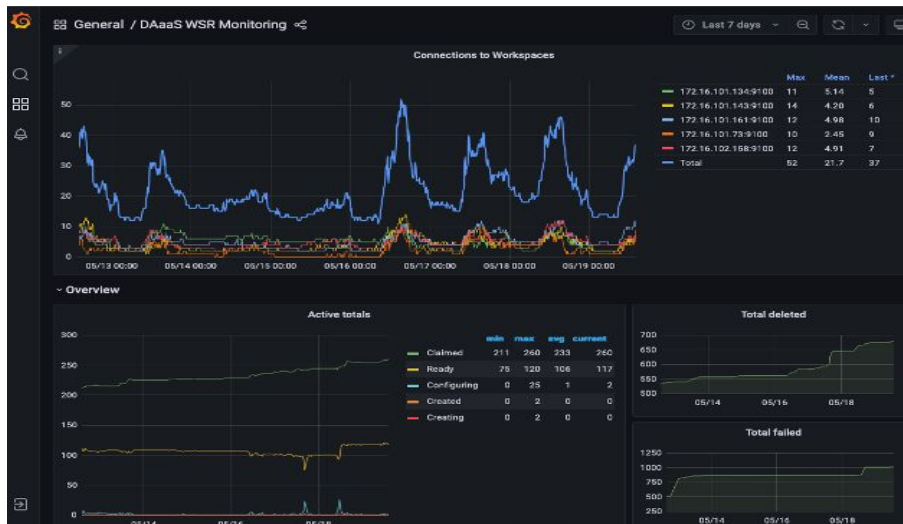 General / DAaaS WSR Monitoring
Last 7 days
Connections to Workspaces
50
40
30
20
10
0
05/13 00:00 05/14 00:00 05/15 00:00 05/16 00:00 05/17 00:00 05/18 00:00 05/19 00:00
Max Mean Last *
172.16.101.134:9100 11 5.14 5
172.16.101.143:9100 14 4.20 6
172.16.101.161:9100 12 4.98 10
172.16.101.73:9100 10 2.45 9
172.16.102.158:9100 12 4.91 7
Total 52 21.7 37
Overview
Active totals
300
250
200
150
100
50
0
05/14 05/16 05/18
min max avg current
Claimed 211 260 233 260
Ready 75 120 106 117
Configuring 0 25 1 2
Created 0 2 0 0
Creating 0 2 0 0
Total deleted
700
650
600
550
500
05/14 05/16 05/18
Total failed
1250
1000
750
500
250
05/14 05/16 05/18